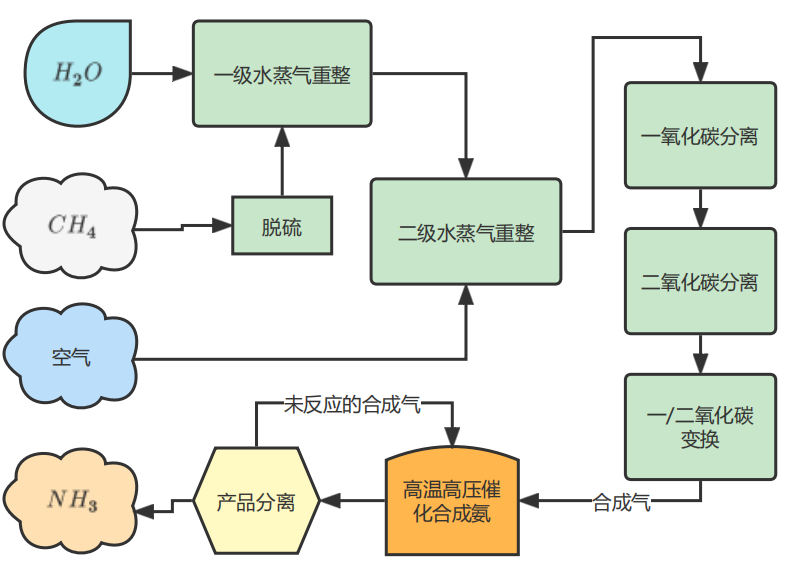 H₂O
一级水蒸气重整
一氧化碳分离
CH₄
脱硫
二级水蒸气重整
二氧化碳分离
空气
一/二氧化碳
变换
未反应的合成气
NH₃
产品分离
高温高压催
化合成氨
合成气